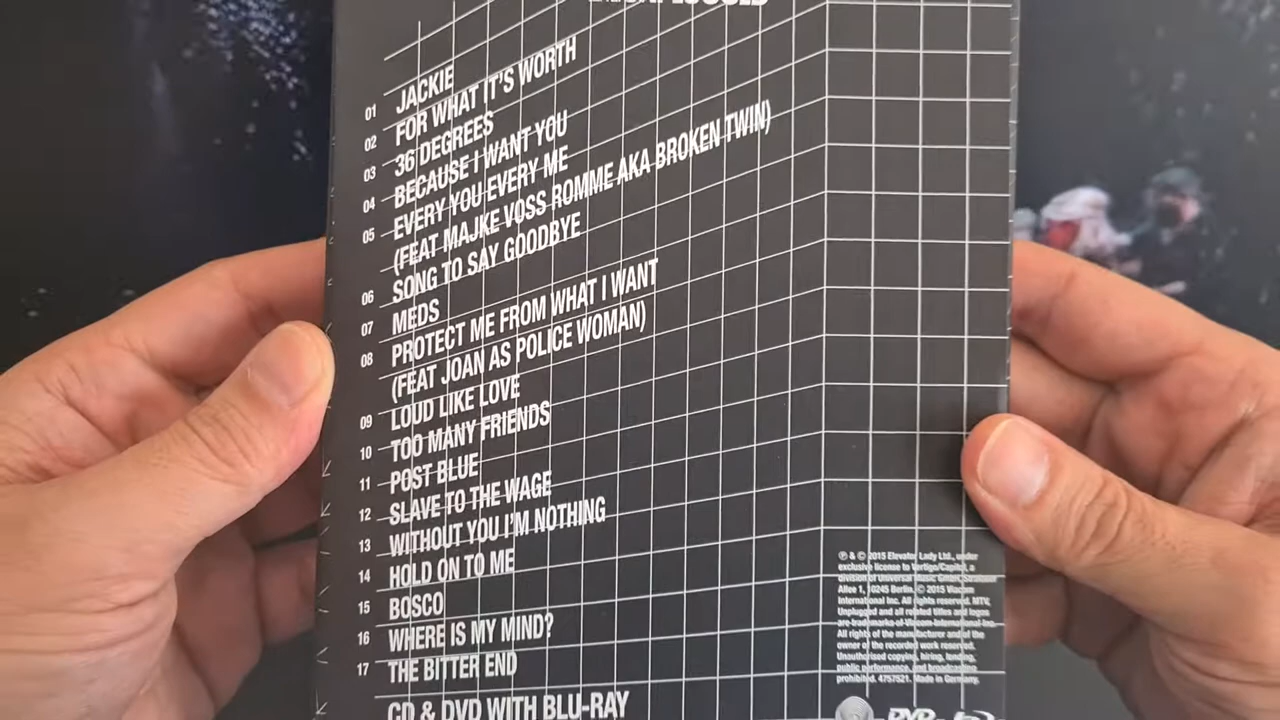 01 JACKIE
02 FOR WHAT IT'S WORTH
03 36 DEGREES
04 BECAUSE I WANT YOU
05 EVERY YOU EVERY ME
(FEAT MAJKE VOSS ROMME AKA BROKEN TWIN)
06 SONG TO SAY GOODBYE
07 MEDS
08 PROTECT ME FROM WHAT I WANT
(FEAT JOAN AS POLICE WOMAN)
09 LOUD LIKE LOVE
10 TOO MANY FRIENDS
11 POST BLUE
12 SLAVE TO THE WAGE
13 WITHOUT YOU I'M NOTHING
14 HOLD ON TO ME
15 BOSCO
16 WHERE IS MY MIND?
17 THE BITTER END
CD & DVD WITH BLU-RAY
℗ & © 2015 Elevator Lady Ltd., under
exclusive license to Vertigo/Capitol, a
division of Universal Music GmbH, Stralauer
Allee 1, 10245 Berlin. © 2015 Viacom
International Inc. All rights reserved. MTV,
Unplugged and all related titles and logos
are trademarks of Viacom International Inc.
All rights of the manufacturer and of the
owner of the recorded work reserved.
Unauthorised copying, hiring, lending,
public performance, and broadcasting
prohibited. 4757521. Made in Germany.
DVD